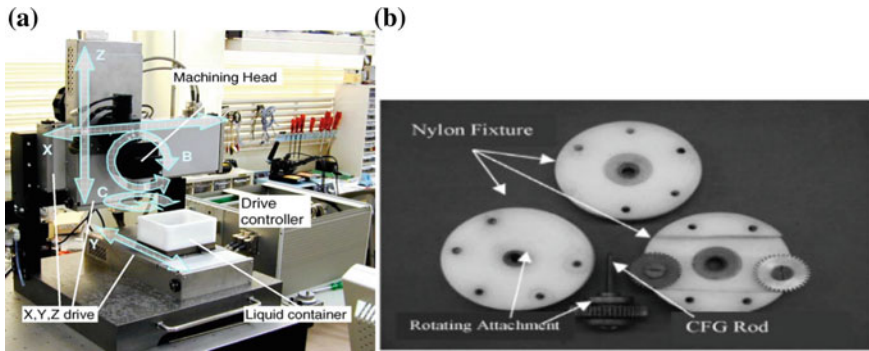 (a)
Z
Machining Head
X
B
C
Drive
controller
Y
X,Y,Z drive
Liquid container
(b)
Nylon Fixture
Rotating Attachment
CFG Rod